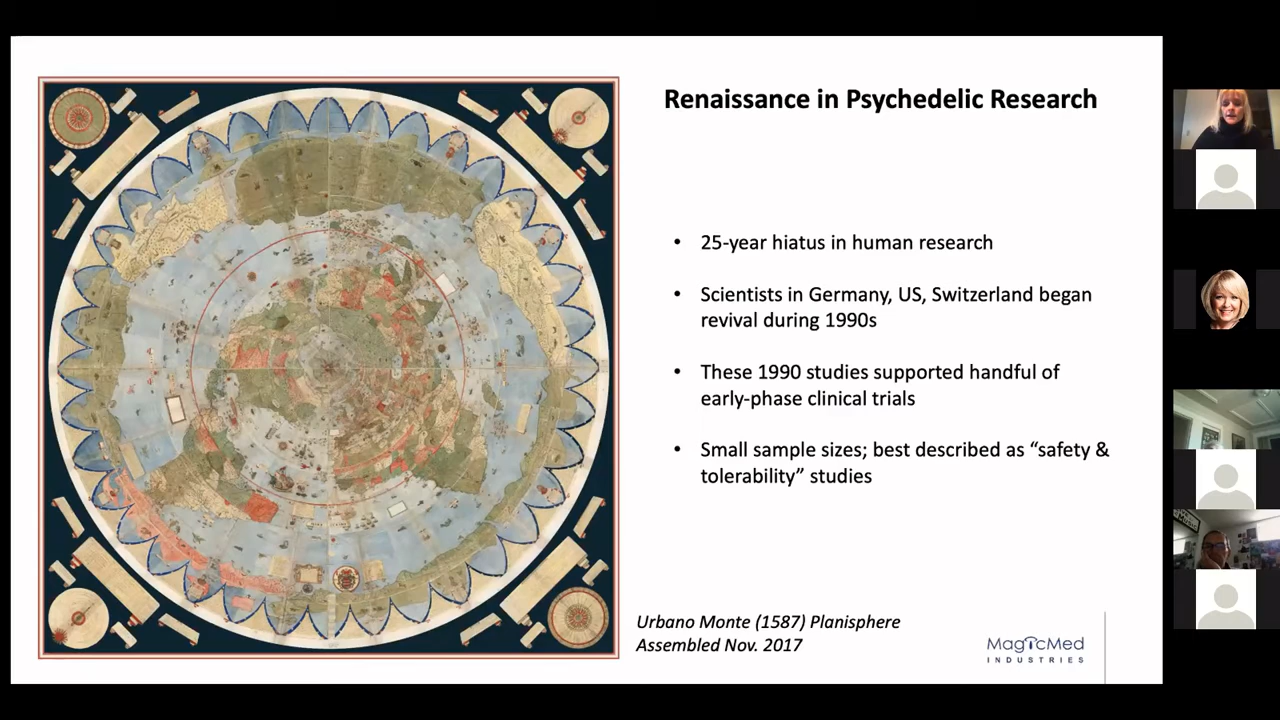 Renaissance in Psychedelic Research
• 25-year hiatus in human research
• Scientists in Germany, US, Switzerland began
revival during 1990s
• These 1990 studies supported handful of
early-phase clinical trials
• Small sample sizes; best described as “safety &
tolerability” studies
Urbano Monte (1587) Planisphere
Assembled Nov. 2017
MagicMed
INDUSTRIES